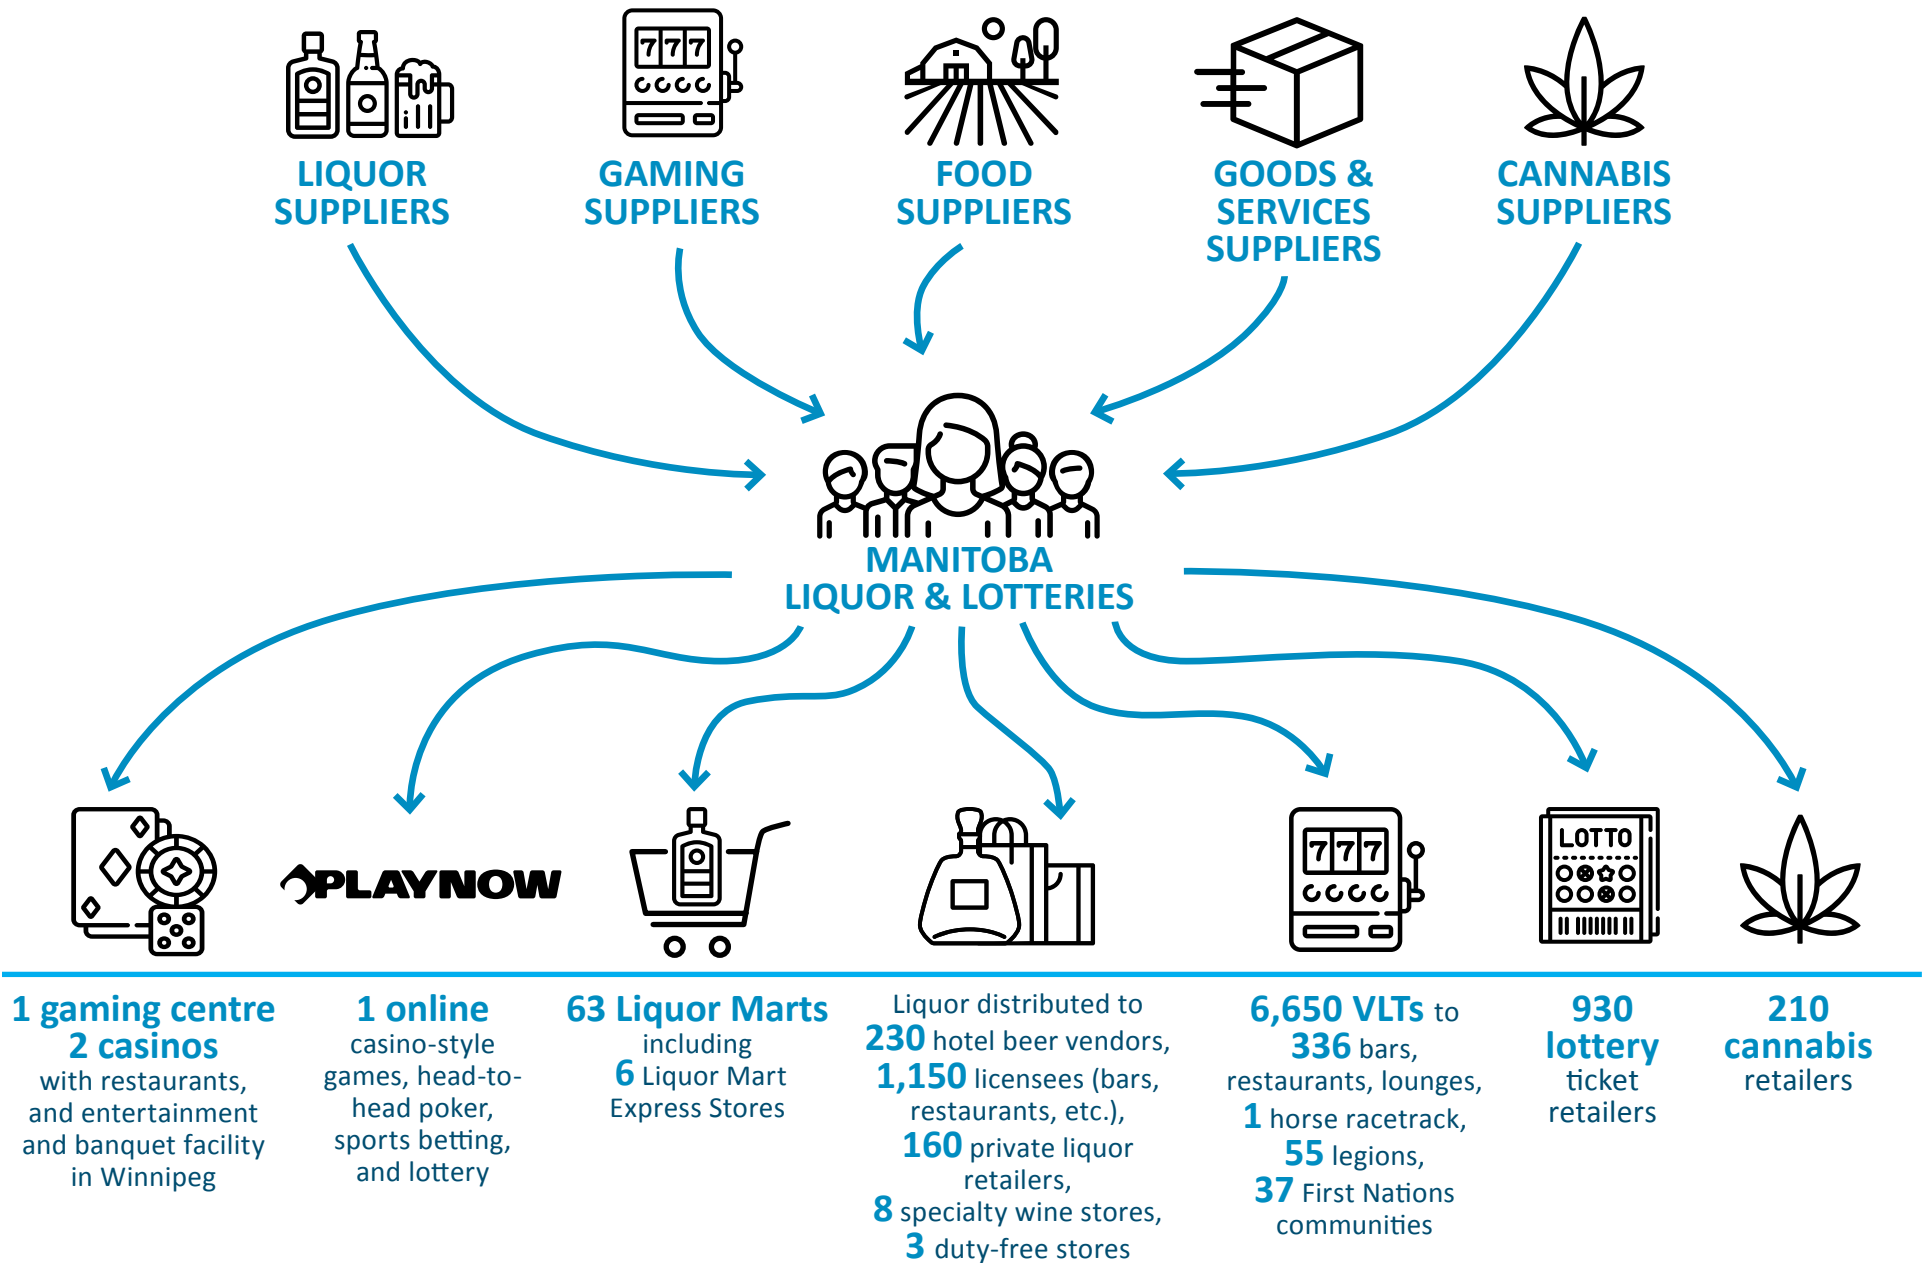 777
LIQUOR
SUPPLIERS
GAMING
SUPPLIERS
FOOD
SUPPLIERS
GOODS &
SERVICES
SUPPLIERS
CANNABIS
SUPPLIERS
MANITOBA
LIQUOR & LOTTERIES
PLAYNOW
777
LOTTO
1 gaming centre
2 casinos
with restaurants,
and entertainment
and banquet facility
in Winnipeg
1 online
casino-style
games, head-to-
head poker,
sports betting,
and lottery
63 Liquor Marts
including
6 Liquor Mart
Express Stores
Liquor distributed to
230 hotel beer vendors,
1,150 licensees (bars,
restaurants, etc.),
160 private liquor
retailers,
8 specialty wine stores,
3 duty-free stores
6,650 VLTs to
336 bars,
restaurants, lounges,
1 horse racetrack,
55 legions,
37 First Nations
communities
930
lottery
ticket
retailers
210
cannabis
retailers